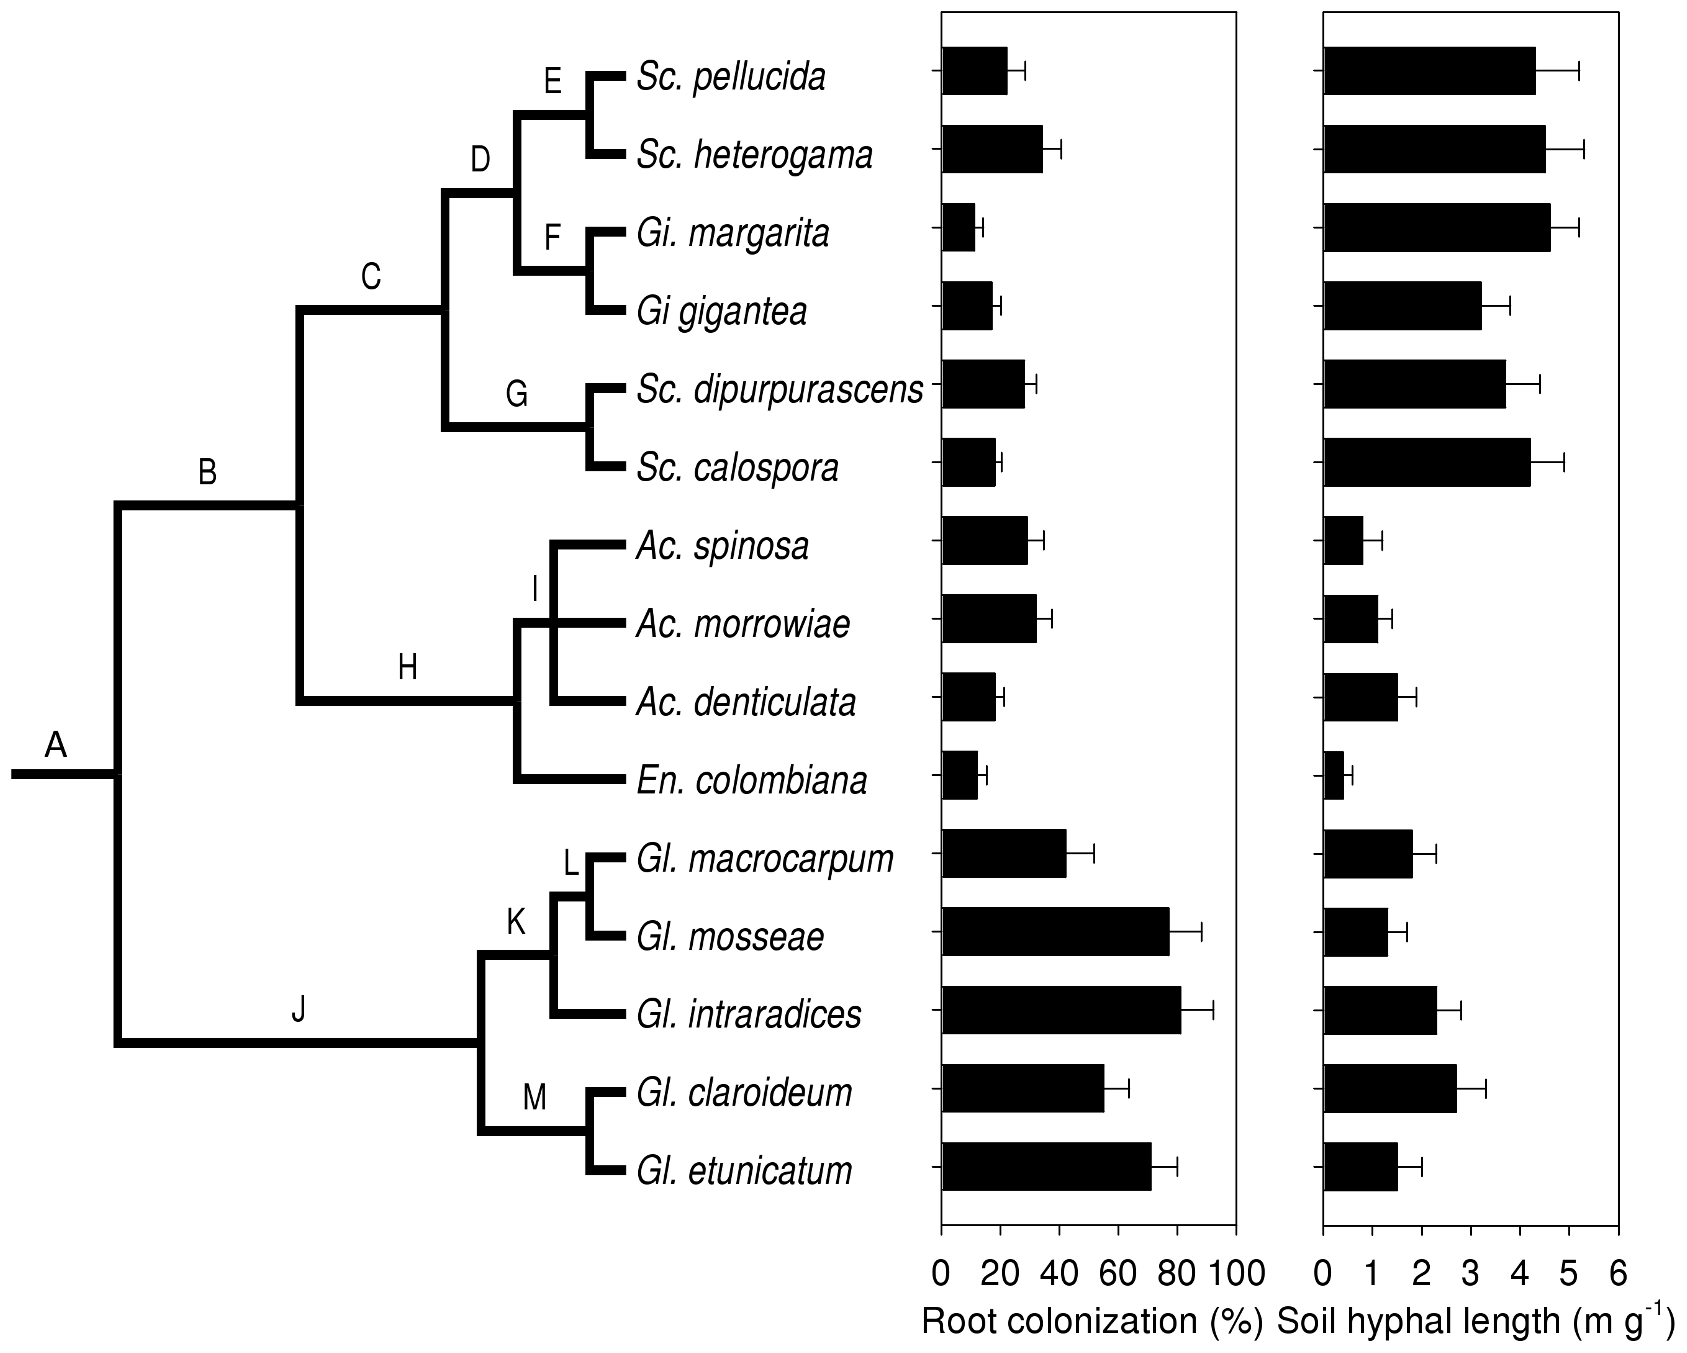 E
Sc. pellucida
D
Sc. heterogama
F
Gi. margarita
C
Gi gigantea
G
Sc. dipurpurascens
B
Sc. calospora
Ac. spinosa
I
Ac. morrowiae
H
Ac. denticulata
A
En. colombiana
L
Gl. macrocarpum
K
Gl. mosseae
J
Gl. intraradices
M
Gl. claroideum
Gl. etunicatum
0 20 40 60 80 100
0 1 2 3 4 5 6
Root colonization (%)
Soil hyphal length (m g⁻¹)